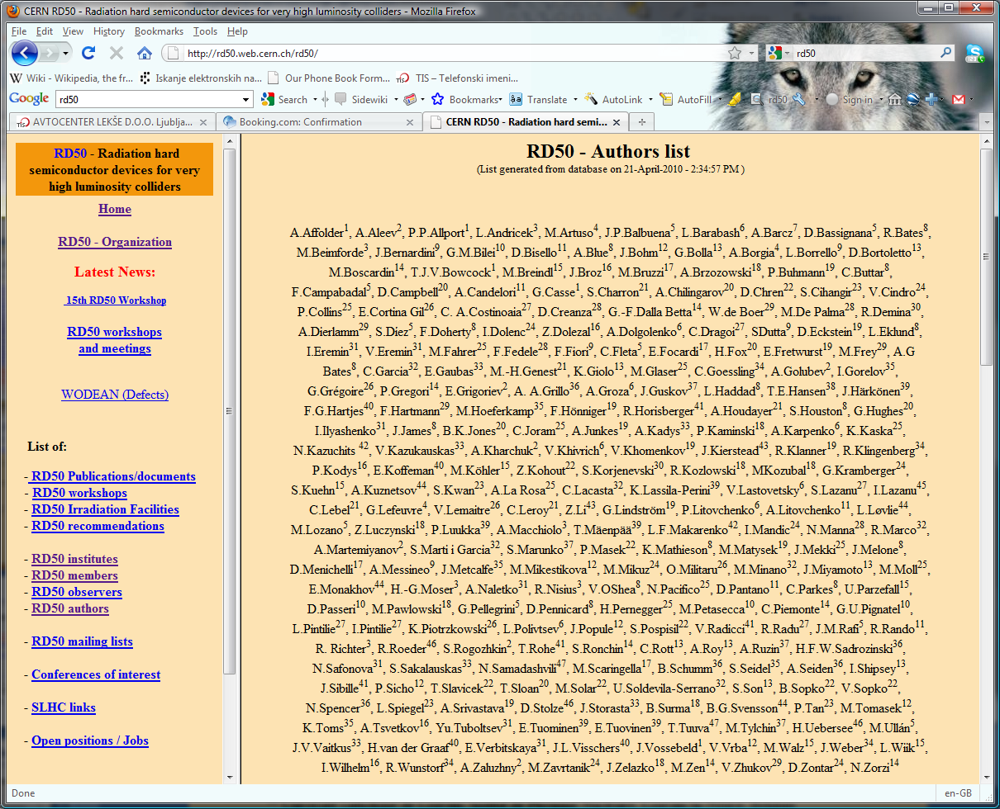 CERN RD50 - Radiation hard semiconductor devices for very high luminosity colliders - Mozilla Firefox
File Edit View History Bookmarks Tools Help
http://rd50.web.cern.ch/rd50/
rd50
Wiki - Wikipedia, the fr... Iskanje elektronskih na... Our Phone Book Form... TIS – Telefonski imeni...
Google rd50 Search Sidewiki Bookmarks Translate AutoLink AutoFill rd50 Sign in
AVTOCENTER LEKŠE D.O.O. Ljublja... Booking.com: Confirmation CERN RD50 - Radiation hard semi...
RD50 - Radiation hard
semiconductor devices for very
high luminosity colliders
Home
RD50 - Organization
Latest News:
15th RD50 Workshop
RD50 workshops
and meetings
WODEAN (Defects)
List of:
- RD50 Publications/documents
- RD50 workshops
- RD50 Irradiation Facilities
- RD50 recommendations
- RD50 institutes
- RD50 members
- RD50 observers
- RD50 authors
- RD50 mailing lists
- Conferences of interest
- SLHC links
- Open positions / Jobs
RD50 - Authors list
(List generated from database on 21-April-2010 - 2:34:57 PM )
A.Affolder1, A.Aleev2, P.P.Allport1, L.Andricek3, M.Artuso4, J.P.Balbuena5, L.Barabash6, A.Barcz7, D.Bassignana5, R.Bates8,
M.Beimforde3, J.Bernardini9, G.M.Bilei10, D.Bisello11, A.Blue8, J.Bohm12, G.Bolla13, A.Borgia4, L.Borrello9, D.Bortoletto13,
M.Boscardin14, T.J.V.Bowcock1, M.Breindl15, J.Broz16, M.Bruzzi17, A.Brzozowski18, P.Buhmann19, C.Buttar8,
F.Campabadal5, D.Campbell20, A.Candelori11, G.Casse1, S.Charron21, A.Chilingarov20, D.Chren22, S.Cihangir23, V.Cindro24,
P.Collins25, E.Cortina Gil26, C. A.Costinoaia27, D.Creanza28, G.-F.Dalla Betta14, W.de Boer29, M.De Palma28, R.Demina30,
A.Dierlamm29, S.Diez5, F.Doherty8, I.Dolenc24, Z.Dolezal16, A.Dolgolenko6, C.Dragoi27, SDutta9, D.Eckstein19, L.Eklund8,
I.Eremin31, V.Eremin31, M.Fahrer25, F.Fedele28, F.Fiori9, C.Fleta5, E.Focardi17, H.Fox20, E.Fretwurst19, M.Frey29, A.G
Bates8, C.Garcia32, E.Gaubas33, M.-H.Genest21, K.Giolo13, M.Glaser25, C.Goessling34, A.Golubev2, I.Gorelov35,
G.Grégoire26, P.Gregori14, E.Grigoriev2, A. A.Grillo36, A.Groza6, J.Guskov37, L.Haddad8, T.E.Hansen38, J.Härkönen39,
F.G.Hartjes40, F.Hartmann29, M.Hoeferkamp35, F.Hönniger19, R.Horisberger41, A.Houdayer21, S.Houston8, G.Hughes20,
I.Ilyashenko31, J.James8, B.K.Jones20, C.Joram25, A.Junkes19, A.Kadys33, P.Kaminski18, A.Karpenko6, K.Kaska25,
N.Kazuchits 42, V.Kazukauskas33, A.Kharchuk2, V.Khivrich6, V.Khomenkov19, J.Kierstead43, R.Klanner19, R.Klingenberg34,
P.Kodys16, E.Koffeman40, M.Köhler15, Z.Kohout22, S.Korjenevski30, R.Kozlowski18, MKozubal18, G.Kramberger24,
S.Kuehn15, A.Kuznetsov44, S.Kwan23, A.La Rosa25, C.Lacasta32, K.Lassila-Perini39, V.Lastovetsky6, S.Lazanu27, I.Lazanu45,
C.Lebel21, G.Lefeuvre4, V.Lemaitre26, C.Leroy21, Z.Li43, G.Lindström19, P.Litovchenko6, A.Litovchenko11, L.Løvlie44,
M.Lozano5, Z.Luczynski18, P.Luukka39, A.Macchiolo3, T.Mäenpää39, L.F.Makarenko42, I.Mandic24, N.Manna28, R.Marco32,
A.Martemiyanov2, S.Marti i Garcia32, S.Marunko37, P.Masek22, K.Mathieson8, M.Matysek19, J.Mekki25, J.Melone8,
D.Menichelli17, A.Messineo9, J.Metcalfe35, M.Mikestikova12, M.Mikuz24, O.Militaru26, M.Minano32, J.Miyamoto13, M.Moll25,
E.Monakhov44, H.-G.Moser3, A.Naletko31, R.Nisius3, V.OShea8, N.Pacifico25, D.Pantano11, C.Parkes8, U.Parzefall15,
D.Passeri10, M.Pawlowski18, G.Pellegrini5, D.Pennicard8, H.Pernegger25, M.Petasecca10, C.Piemonte14, G.U.Pignatel10,
L.Pintilie27, I.Pintilie27, K.Piotrzkowski26, L.Polivtsev6, J.Popule12, S.Pospisil22, V.Radicci41, R.Radu27, J.M.Rafi5, R.Rando11,
R. Richter3, R.Roeder46, S.Rogozhkin2, T.Rohe41, S.Ronchin14, C.Rott13, A.Roy13, A.Ruzin37, H.F.W.Sadrozinski36,
N.Safonova31, S.Sakalauskas33, N.Samadashvili47, M.Scaringella17, B.Schumm36, S.Seidel35, A.Seiden36, I.Shipsey13,
J.Sibille41, P.Sicho12, T.Slavicek22, T.Sloan20, M.Solar22, U.Soldevila-Serrano32, S.Son13, B.Sopko22, V.Sopko22,
N.Spencer36, L.Spiegel23, A.Srivastava19, D.Stolze46, J.Storasta33, B.Surma18, B.G.Svensson44, P.Tan23, M.Tomasek12,
K.Toms35, A.Tsvetkov16, Yu.Tuboltsev31, E.Tuominen39, E.Tuovinen39, T.Tuuva47, M.Tylchin37, H.Uebersee46, M.Ullán5,
J.V.Vaitkus33, H.van der Graaf40, E.Verbitskaya31, J.L.Visschers40, J.Vossebeld1, V.Vrba12, M.Walz15, J.Weber34, L.Wiik15,
I.Wilhelm16, R.Wunstorf34, A.Zaluzhny2, M.Zavrtanik24, J.Zelazko18, M.Zen14, V.Zhukov29, D.Zontar24, N.Zorzi14
Done en-GB